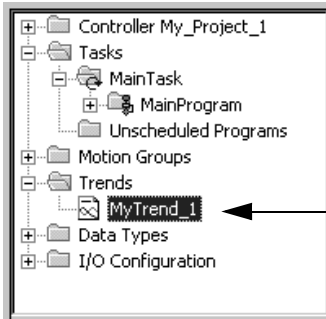 Controller My_Project_1
Tasks
MainTask
MainProgram
Unscheduled Programs
Motion Groups
Trends
MyTrend_1
Data Types
I/O Configuration